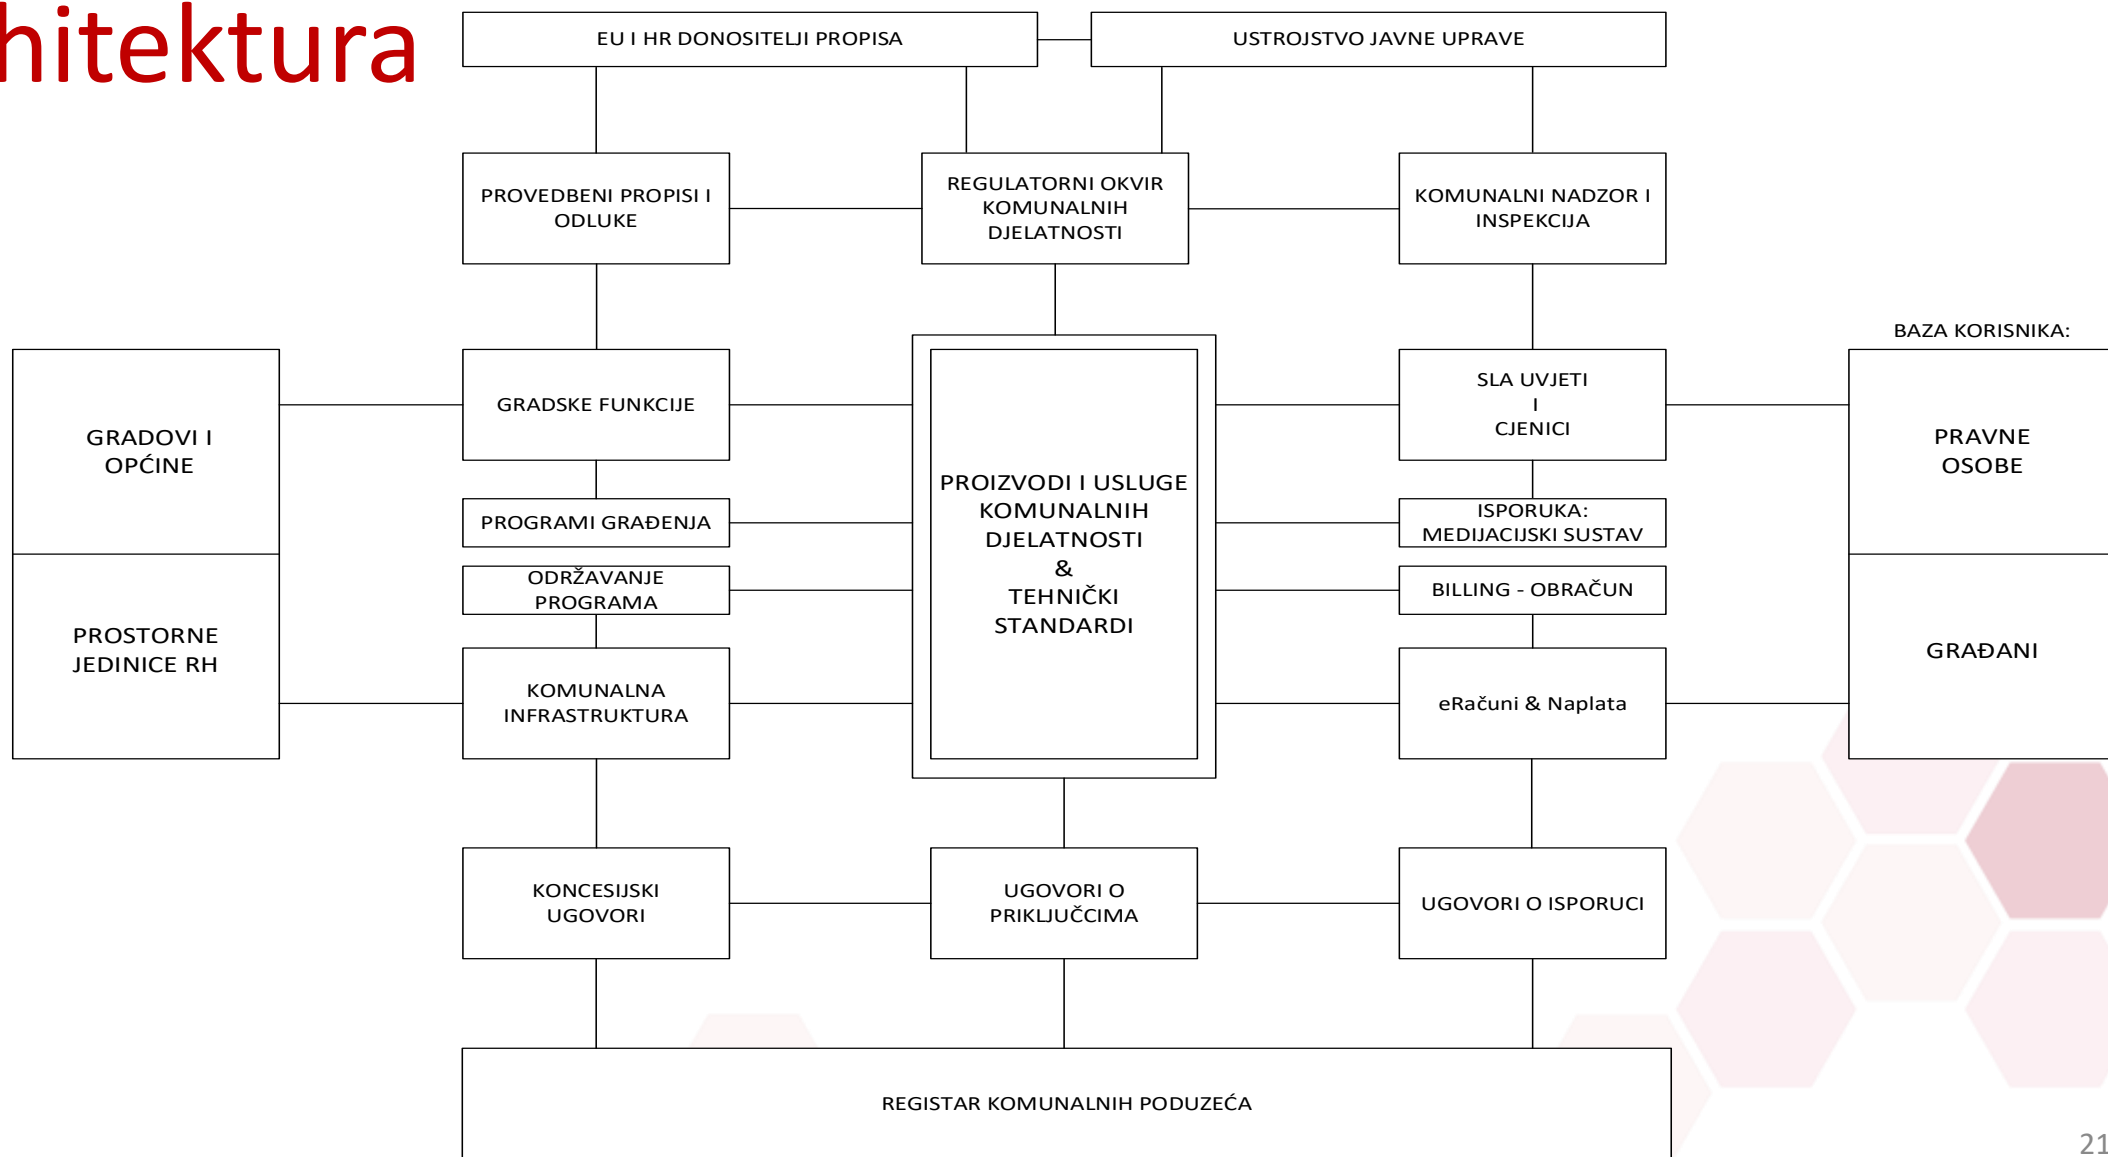 hitektura
EU I HR DONOSITELJI PROPISA
USTROJSTVO JAVNE UPRAVE
PROVEDBENI PROPISI I
ODLUKE
REGULATORNI OKVIR
KOMUNALNIH
DJELATNOSTI
KOMUNALNI NADZOR I
INSPEKCIJA
BAZA KORISNIKA:
GRADOVI I
OPĆINE
PROSTORNE
JEDINICE RH
GRADSKE FUNKCIJE
PROGRAMI GRAĐENJA
ODRŽAVANJE
PROGRAMA
KOMUNALNA
INFRASTRUKTURA
PROIZVODI I USLUGE
KOMUNALNIH
DJELATNOSTI
&
TEHNIČKI
STANDARDI
SLA UVJETI
I
CJENICI
ISPORUKA:
MEDIJACIJSKI SUSTAV
BILLING - OBRAČUN
eRačuni & Naplata
PRAVNE
OSOBE
GRAĐANI
KONCESIJSKI
UGOVORI
UGOVORI O
PRIKLJUČCIMA
UGOVORI O ISPORUCI
REGISTAR KOMUNALNIH PODUZEĆA
21